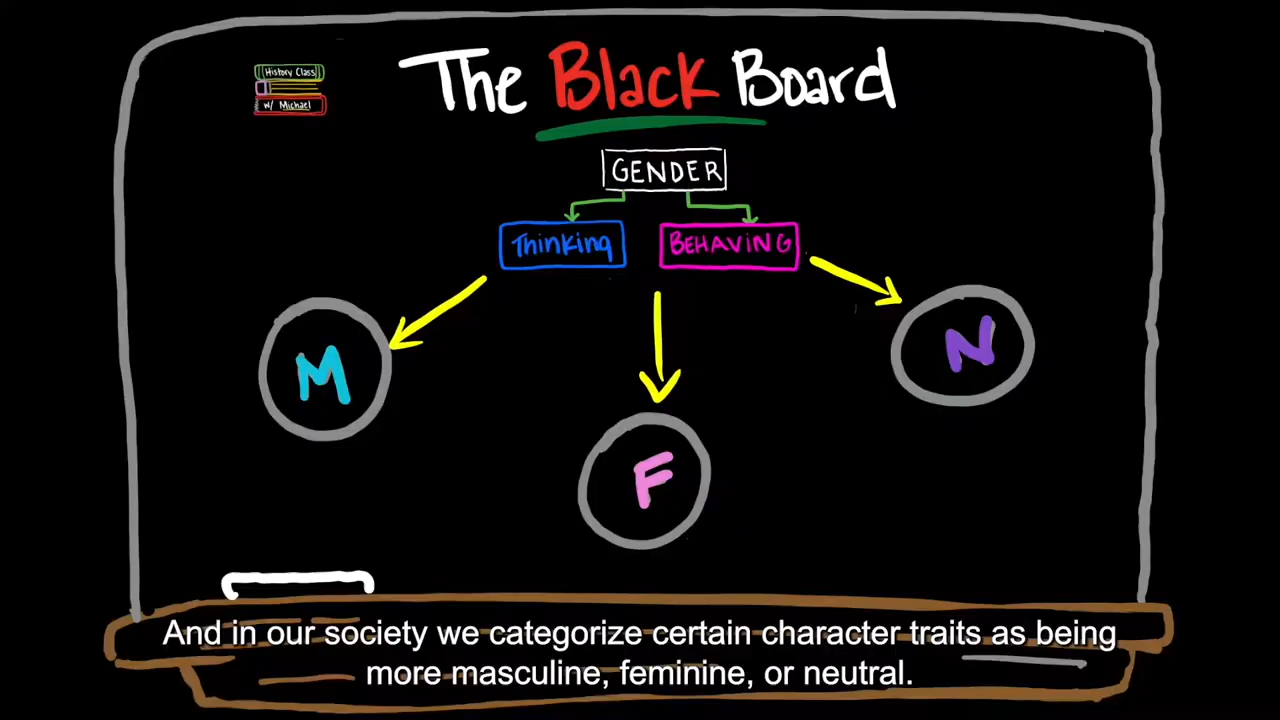 History Class
w/ Michael
The Black Board
GENDER
Thinking
BEHAVING
M
N
F
And in our society we categorize certain character traits as being
more masculine, feminine, or neutral.